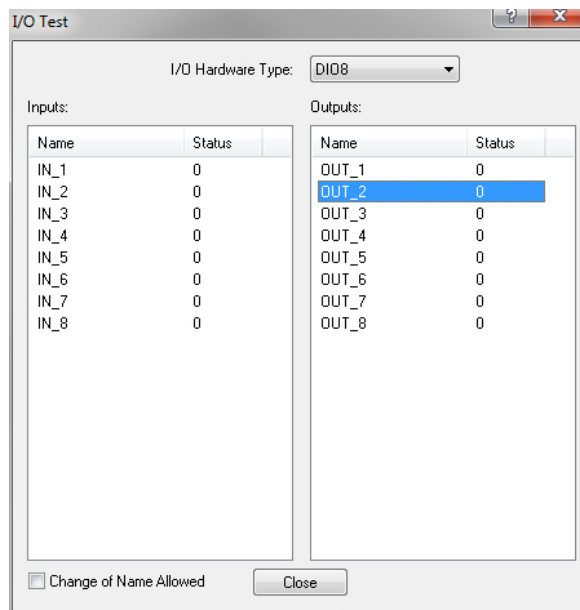 I/O Test
I/O Hardware Type: DIO8
Inputs:
Name Status
IN_1 0
IN_2 0
IN_3 0
IN_4 0
IN_5 0
IN_6 0
IN_7 0
IN_8 0
Outputs:
Name Status
OUT_1 0
OUT_2 0
OUT_3 0
OUT_4 0
OUT_5 0
OUT_6 0
OUT_7 0
OUT_8 0
Change of Name Allowed
Close